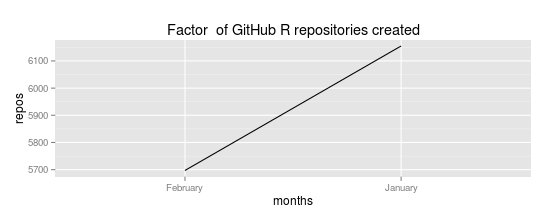 Factor  of GitHub R repositories created
6100
6000
5900
5800
5700
repos
February January
months